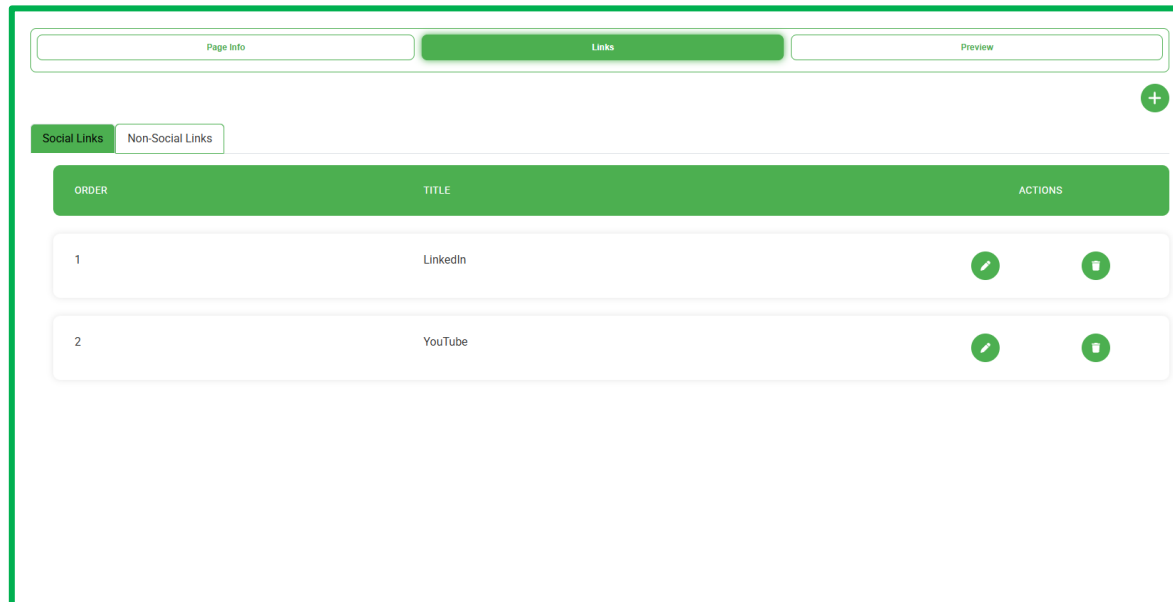 Page Info Links Preview
Social Links Non-Social Links
ORDER TITLE ACTIONS
1 LinkedIn
2 YouTube